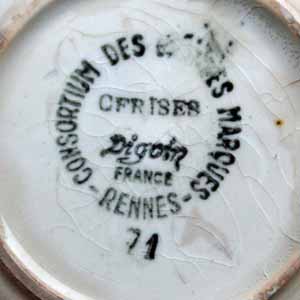 CONSORTIUM DES MARQUES -RENNES-
CERISES
Digoin
FRANCE
71